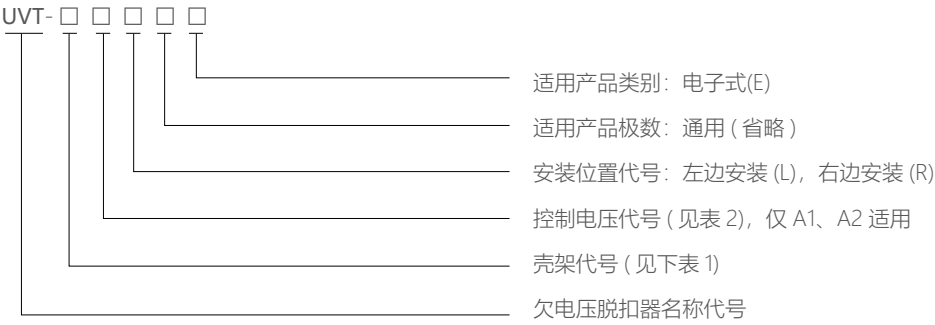 UVT-□ □ □ □ □
适用产品类别：电子式(E)
适用产品极数：通用 ( 省略 )
安装位置代号：左边安装 (L)，右边安装 (R)
控制电压代号 ( 见表 2)，仅 A1、A2 适用
壳架代号 ( 见下表 1)
欠电压脱扣器名称代号